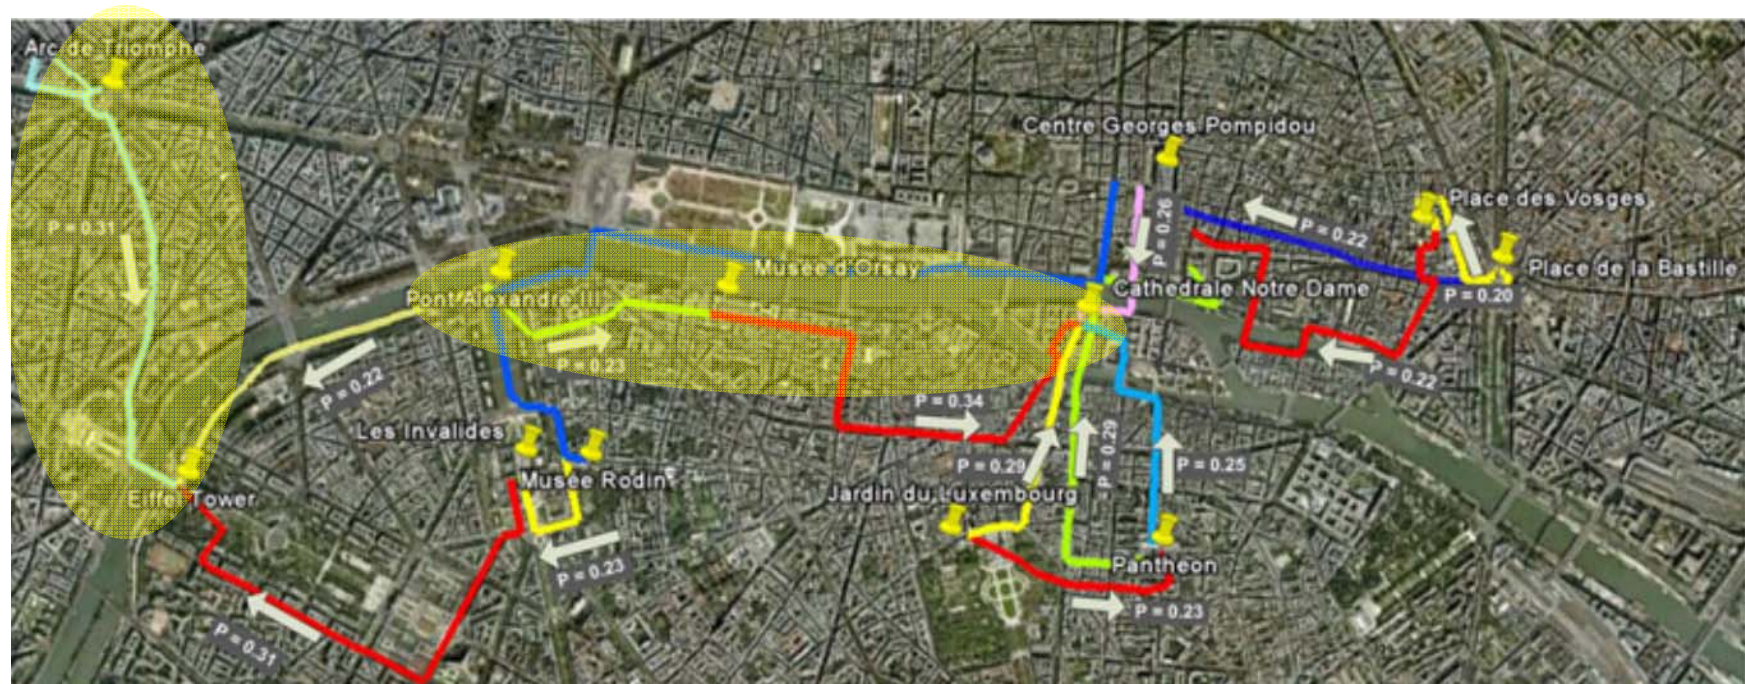 Arc de Triomphe
Centre Georges Pompidou
Place des Vosges
P = 0.26
P = 0.22
P = 0.31
Musée d'Orsay
Place de la Bastille
Cathedrale Notre Dame
P = 0.20
Pont Alexandre III
P = 0.23
P = 0.22
P = 0.22
P = 0.34
Les Invalides
P = 0.29
P = 0.29
P = 0.25
Musée Rodin
Eiffel Tower
Jardin du Luxembourg
Pantheon
P = 0.23
P = 0.23
P = 0.31